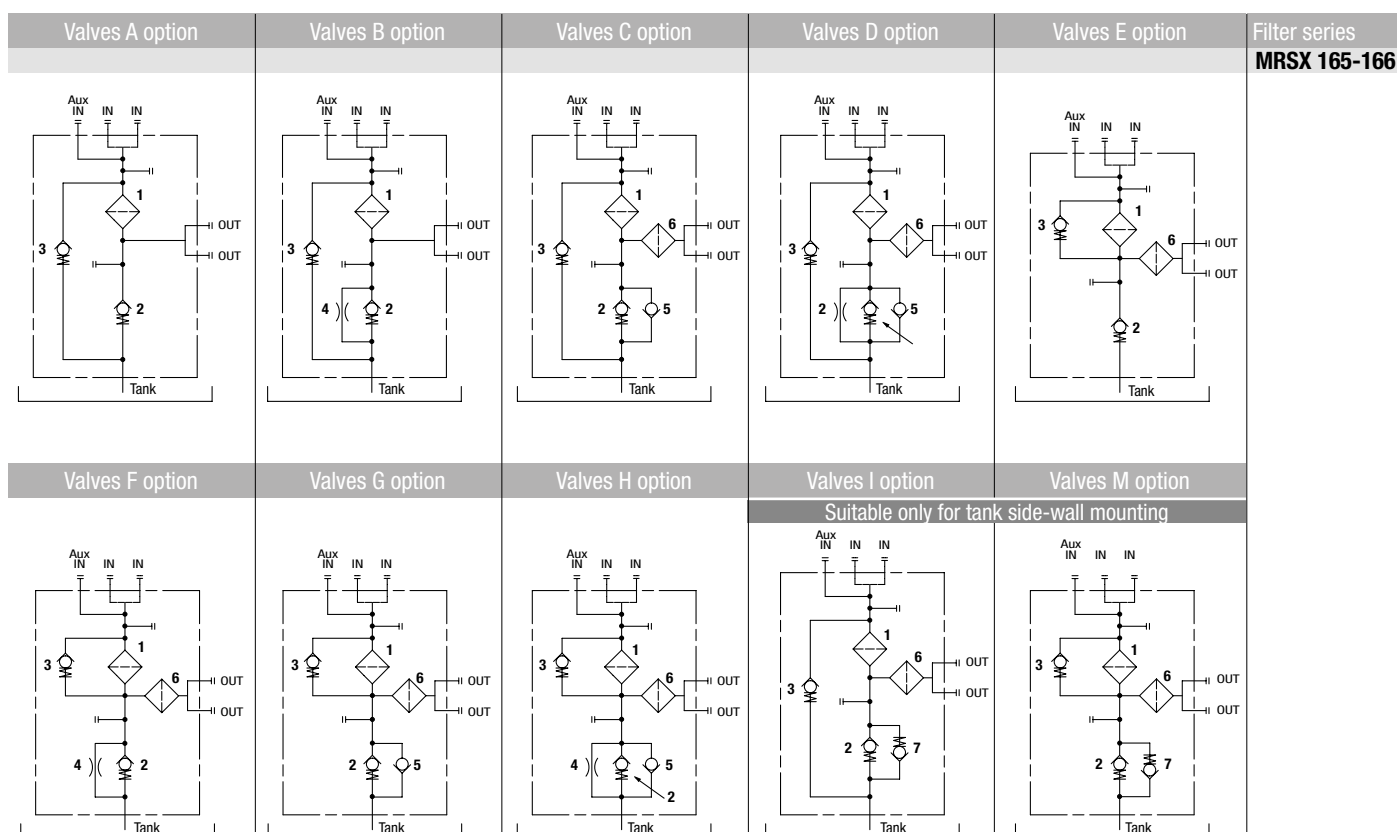 Valves A option
Valves B option
Valves C option
Valves D option
Valves E option
Filter series
MRSX 165-166
Aux
IN IN IN
1
OUT
OUT
3
2
Tank
Aux
IN IN IN
1
OUT
OUT
3
4 2
Tank
Aux
IN IN IN
1
6
OUT
OUT
3
2 5
Tank
Aux
IN IN IN
1
6
OUT
OUT
3
2 5
Tank
Aux
IN IN IN
3 1
6
OUT
OUT
2
Tank
Valves F option
Valves G option
Valves H option
Valves I option
Valves M option
Suitable only for tank side-wall mounting
Aux
IN IN IN
1
3 6
OUT
OUT
4 2
Tank
Aux
IN IN IN
1
3 6
OUT
OUT
2 5
Tank
Aux
IN IN IN
1
3 6
OUT
OUT
4 5
2
Tank
Aux
IN IN IN
1
6
OUT
OUT
3
2 7
Tank
Aux
IN IN IN
1
3 6
OUT
OUT
2 7
Tank